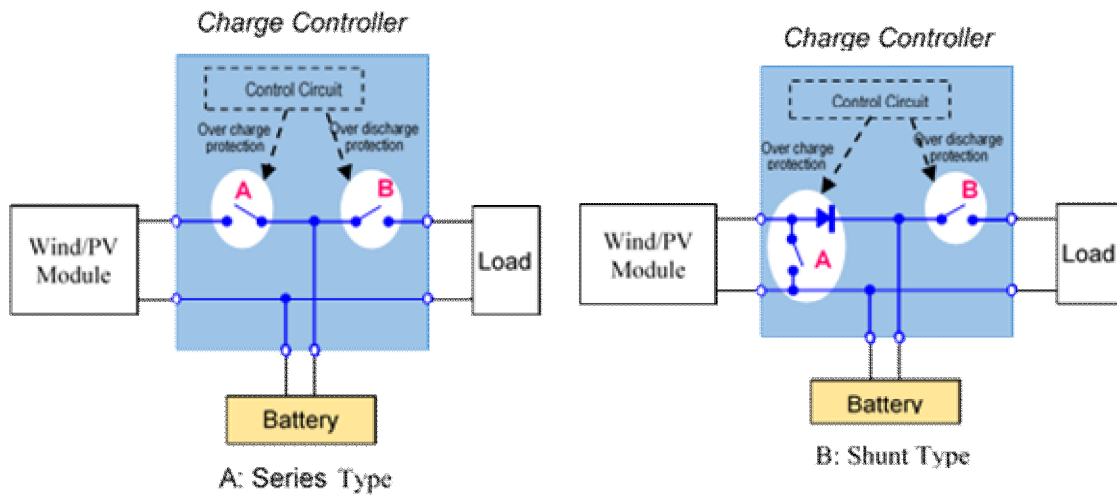 Charge Controller
Control Circuit
Over charge
protection
Over discharge
protection
A
B
Wind/PV
Module
Load
Battery
A: Series Type
Charge Controller
Control Circuit
Over charge
protection
Over discharge
protection
B
A
Wind/PV
Module
Load
Battery
B: Shunt Type